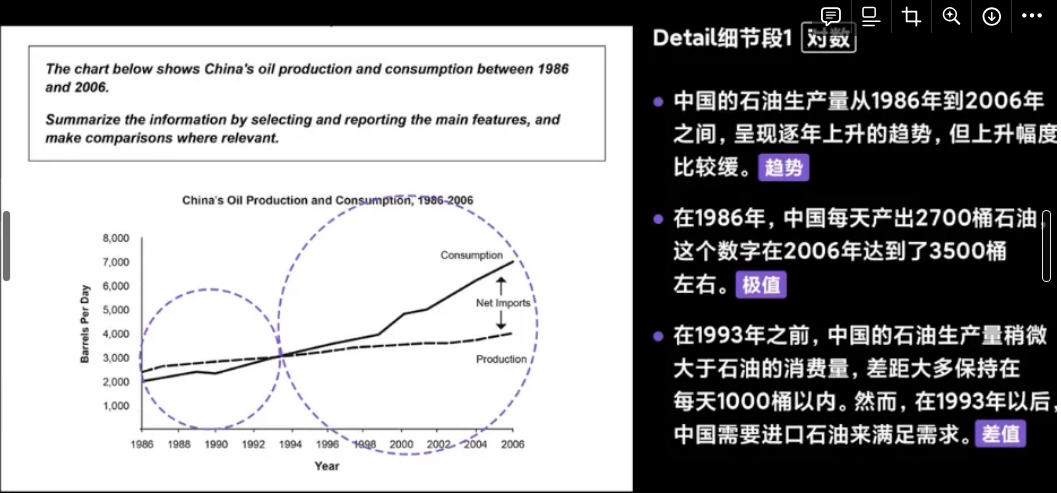 The chart below shows China's oil production and consumption between 1986
and 2006.
Summarize the information by selecting and reporting the main features, and
make comparisons where relevant.
China's Oil Production and Consumption, 1986-2006
Barrels Per Day
8,000
7,000
6,000
5,000
4,000
3,000
2,000
1,000
Consumption
Net Imports
Production
1986 1988 1990 1992 1994 1996 1998 2000 2002 2004 2006
Year
Detail细节段1 对数
中国的石油生产量从1986年到2006年
之间，呈现逐年上升的趋势，但上升幅度
比较缓。 趋势
在1986年，中国每天产出2700桶石油，
这个数字在2006年达到了3500桶
左右。 极值
在1993年之前，中国的石油生产量稍微
大于石油的消费量，差距大多保持在
每天1000桶以内。然而，在1993年以后，
中国需要进口石油来满足需求。 差值